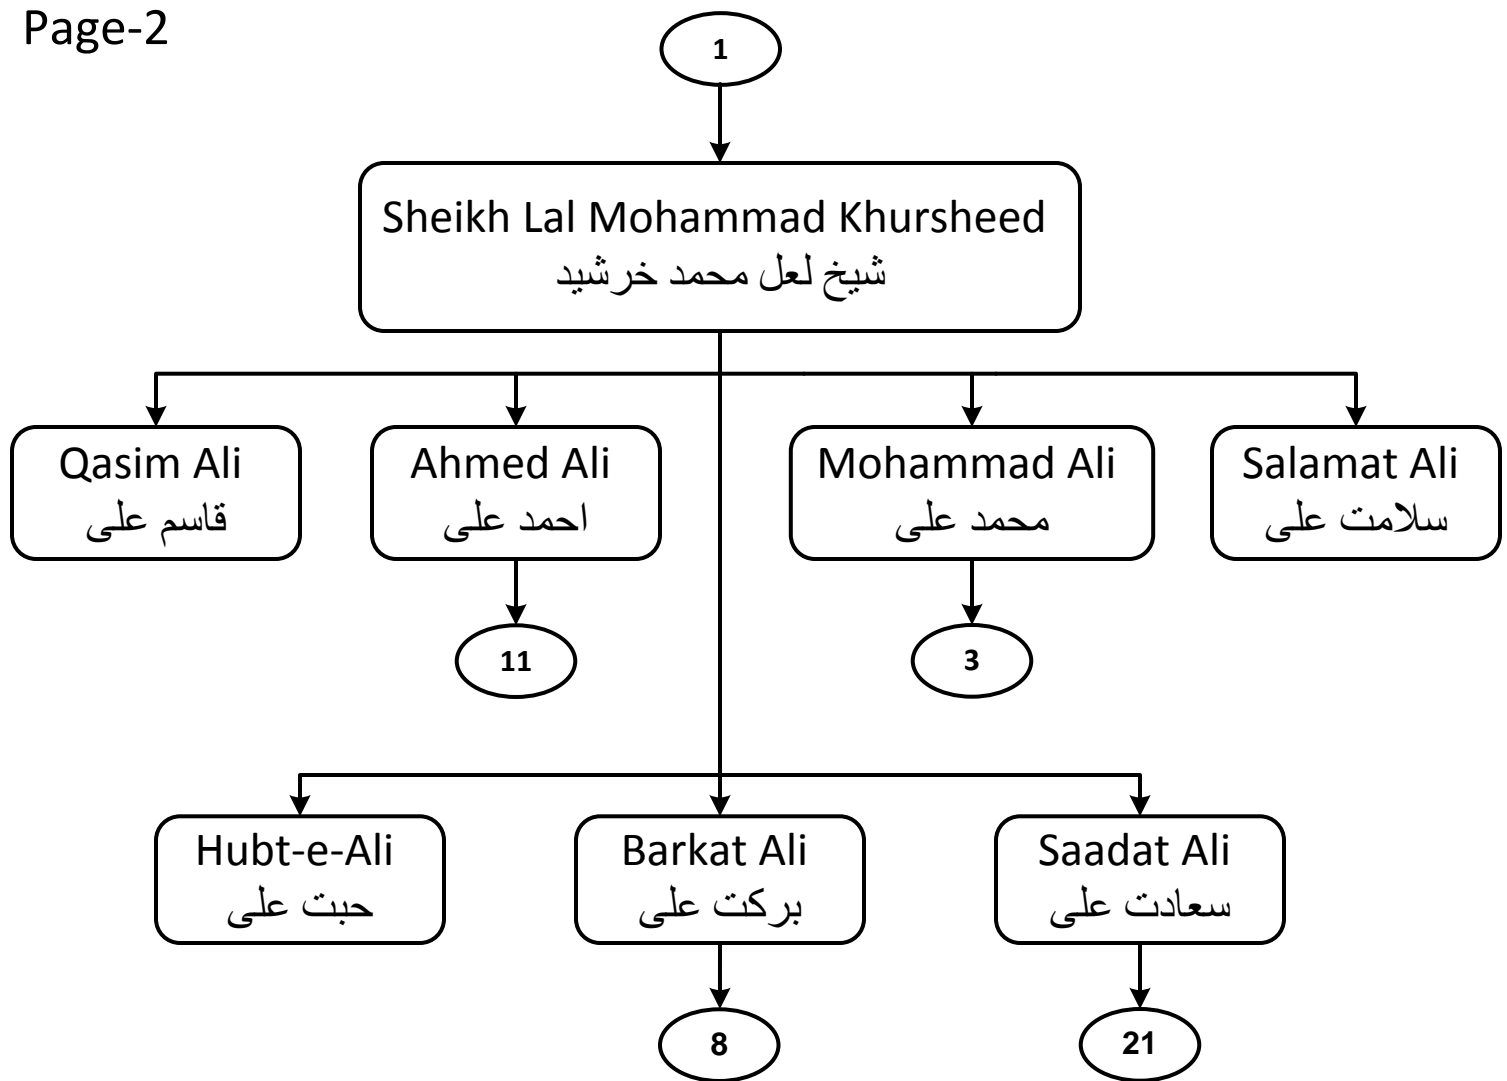 Page-2
1
Sheikh Lal Mohammad Khursheed
شیخ لعل محمد خرشید
Qasim Ali
قاسم علی
Ahmed Ali
احمد علی
Mohammad Ali
محمد علی
Salamat Ali
سلامت علی
11
3
Hubt-e-Ali
حبت علی
Barkat Ali
برکت علی
Saadat Ali
سعادت علی
8
21